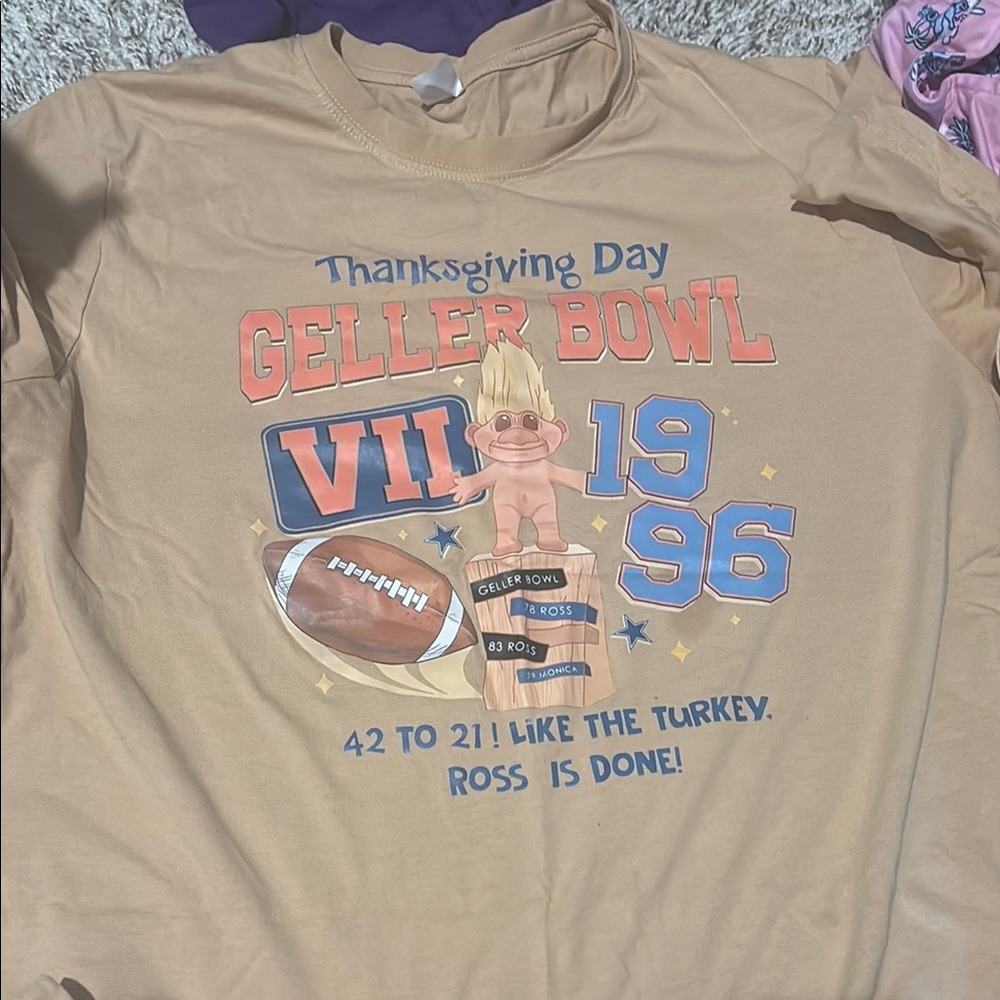 Thanksgiving Day
GELLER BOWL
VII
19
96
GELLER BOWL
78 ROSS
83 ROSS
79 MONICA
42 TO 21! LIKE THE TURKEY.
ROSS IS DONE!